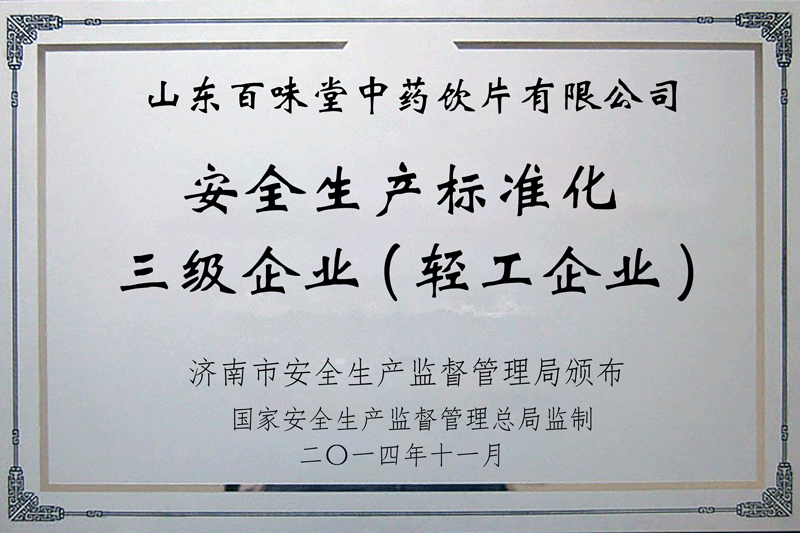 山东百味堂中药饮片有限公司
安全生产标准化
三级企业(轻工企业)
济南市安全生产监督管理局颁布
国家安全生产监督管理总局监制
二〇一四年十一月